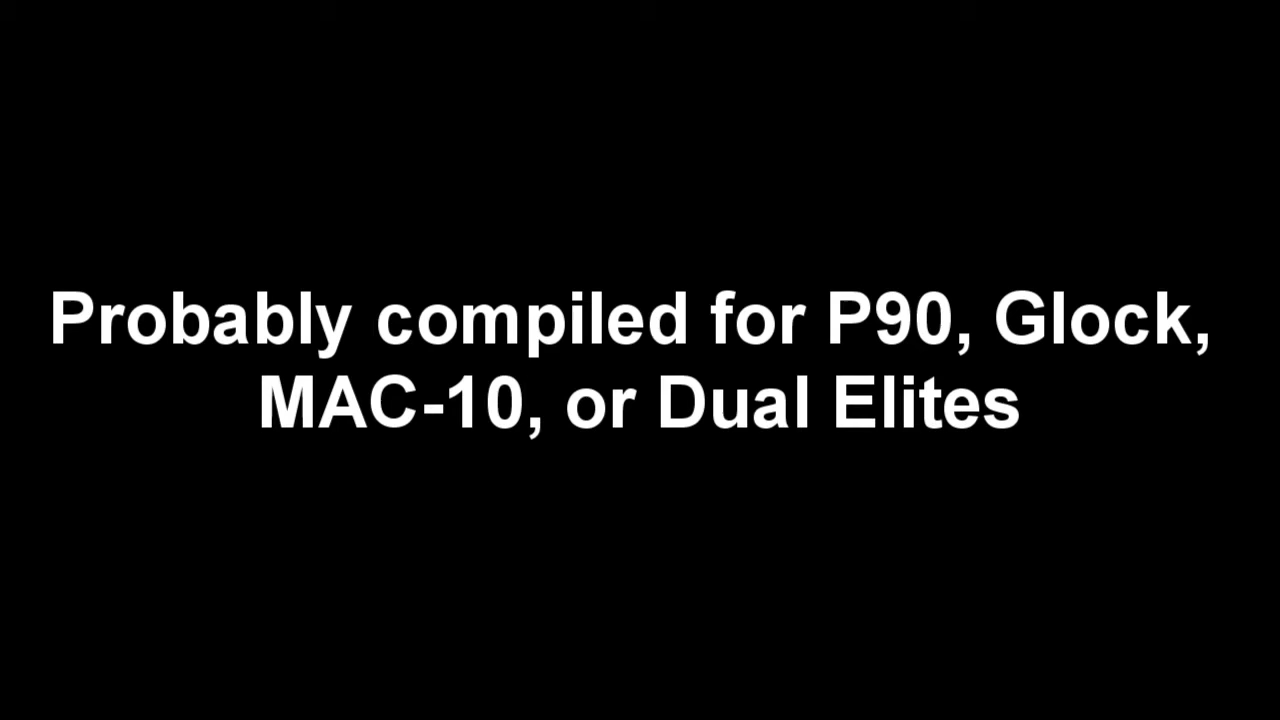 Probably compiled for P90, Glock,
MAC-10, or Dual Elites